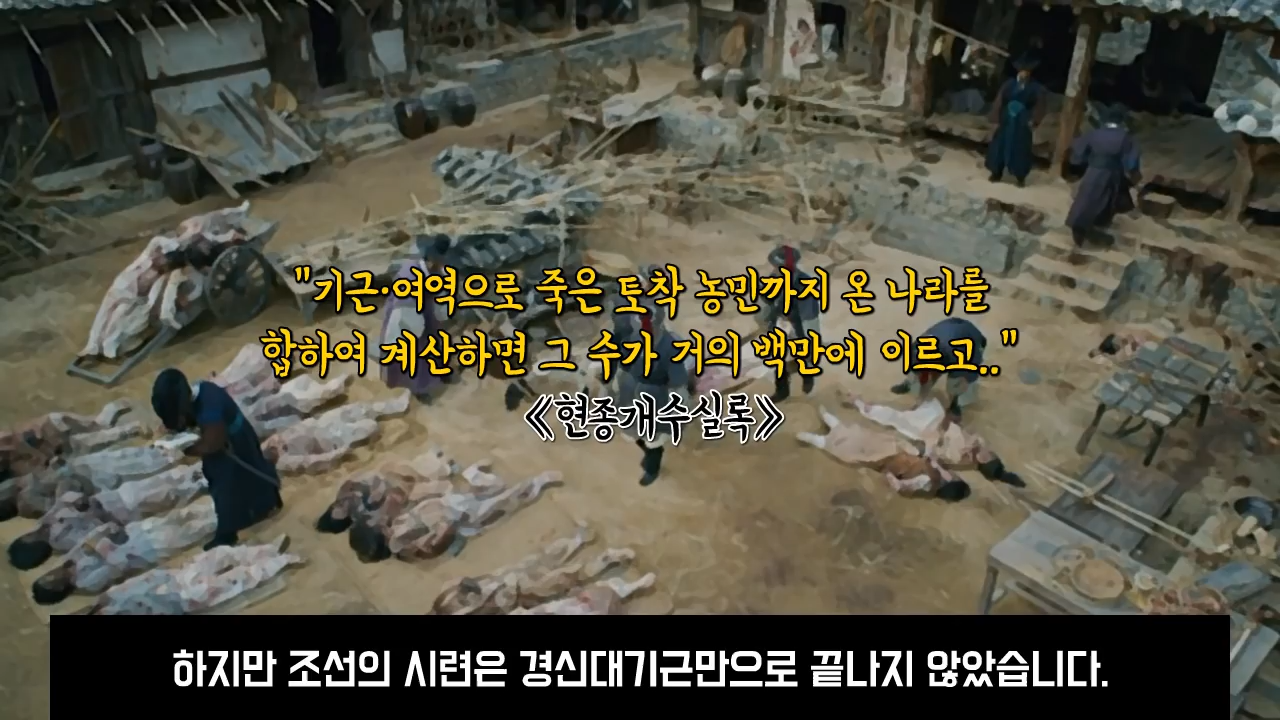 "기근·여역으로 죽은 토착 농민까지 온 나라를
합하여 계산하면 그 수가 거의 백만에 이르고.."
《현종개수실록》
하지만 조선의 시련은 경신대기근만으로 끝나지 않았습니다.